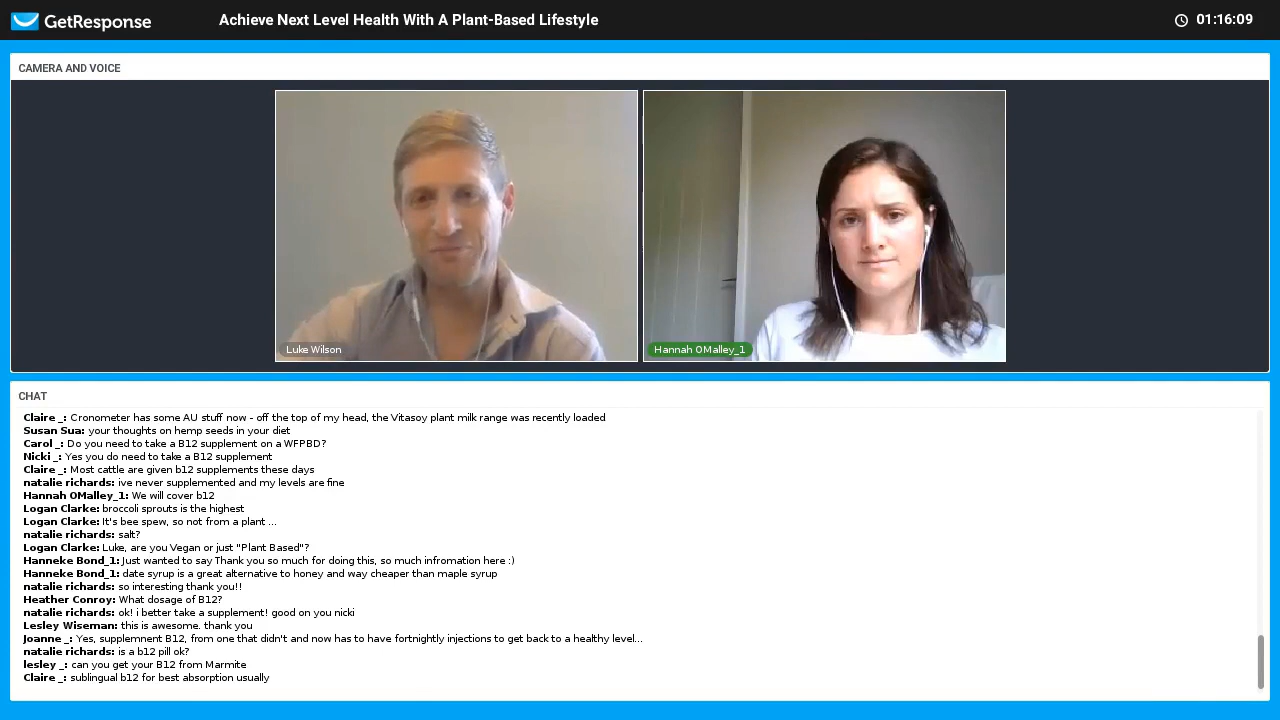 GetResponse
Achieve Next Level Health With A Plant-Based Lifestyle
01:16:09
CAMERA AND VOICE
Luke Wilson
Hannah OMalley_1
CHAT
Claire _: Cronometer has some AU stuff now - off the top of my head, the Vitasoy plant milk range was recently loaded
Susan Sua: your thoughts on hemp seeds in your diet
Carol _: Do you need to take a B12 supplement on a WFPBD?
Nicki _: Yes you do need to take a B12 supplement
Claire _: Most cattle are given b12 supplements these days
natalie richards: ive never supplemented and my levels are fine
Hannah OMalley_1: We will cover b12
Logan Clarke: broccoli sprouts is the highest
Logan Clarke: It's bee spew, so not from a plant ...
natalie richards: salt?
Logan Clarke: Luke, are you Vegan or just "Plant Based"?
Hanneke Bond_1: Just wanted to say Thank you so much for doing this, so much infromation here :)
Hanneke Bond_1: date syrup is a great alternative to honey and way cheaper than maple syrup
natalie richards: so interesting thank you!!
Heather Conroy: What dosage of B12?
natalie richards: ok! i better take a supplement! good on you nicki
Lesley Wiseman: this is awesome. thank you
Joanne _: Yes, supplemnent B12, from one that didn't and now has to have fortnightly injections to get back to a healthy level...
natalie richards: is a b12 pill ok?
lesley _: can you get your B12 from Marmite
Claire _: sublingual b12 for best absorption usually